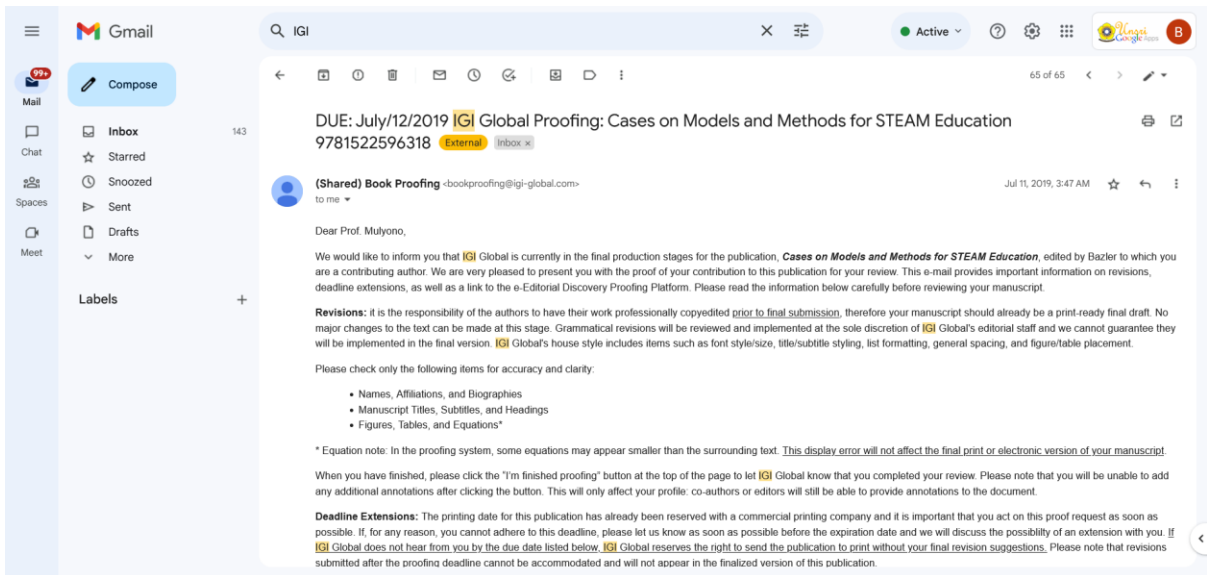 Gmail
IGI
Active
Unnes
Google Apps
B
99+
Mail
Chat
Spaces
Meet
Compose
Inbox 143
Starred
Snoozed
Sent
Drafts
More
Labels
65 of 65
DUE: July/12/2019 IGI Global Proofing: Cases on Models and Methods for STEAM Education
9781522596318 External Inbox ×
(Shared) Book Proofing <bookproofing@igi-global.com> Jul 11, 2019, 3:47 AM
to me
Dear Prof. Mulyono,
We would like to inform you that IGI Global is currently in the final production stages for the publication, Cases on Models and Methods for STEAM Education, edited by Bazler to which you
are a contributing author. We are very pleased to present you with the proof of your contribution to this publication for your review. This e-mail provides important information on revisions,
deadline extensions, as well as a link to the e-Editorial Discovery Proofing Platform. Please read the information below carefully before reviewing your manuscript.
Revisions: it is the responsibility of the authors to have their work professionally copyedited prior to final submission, therefore your manuscript should already be a print-ready final draft. No
major changes to the text can be made at this stage. Grammatical revisions will be reviewed and implemented at the sole discretion of IGI Global's editorial staff and we cannot guarantee they
will be implemented in the final version. IGI Global's house style includes items such as font style/size, title/subtitle styling, list formatting, general spacing, and figure/table placement.
Please check only the following items for accuracy and clarity:
• Names, Affiliations, and Biographies
• Manuscript Titles, Subtitles, and Headings
• Figures, Tables, and Equations*
* Equation note: In the proofing system, some equations may appear smaller than the surrounding text. This display error will not affect the final print or electronic version of your manuscript.
When you have finished, please click the "I'm finished proofing" button at the top of the page to let IGI Global know that you completed your review. Please note that you will be unable to add
any additional annotations after clicking the button. This will only affect your profile: co-authors or editors will still be able to provide annotations to the document.
Deadline Extensions: The printing date for this publication has already been reserved with a commercial printing company and it is important that you act on this proof request as soon as
possible. If, for any reason, you cannot adhere to this deadline, please let us know as soon as possible before the expiration date and we will discuss the possiblilty of an extension with you. If
IGI Global does not hear from you by the due date listed below, IGI Global reserves the right to send the publication to print without your final revision suggestions. Please note that revisions
submitted after the proofing deadline cannot be accommodated and will not appear in the finalized version of this publication.